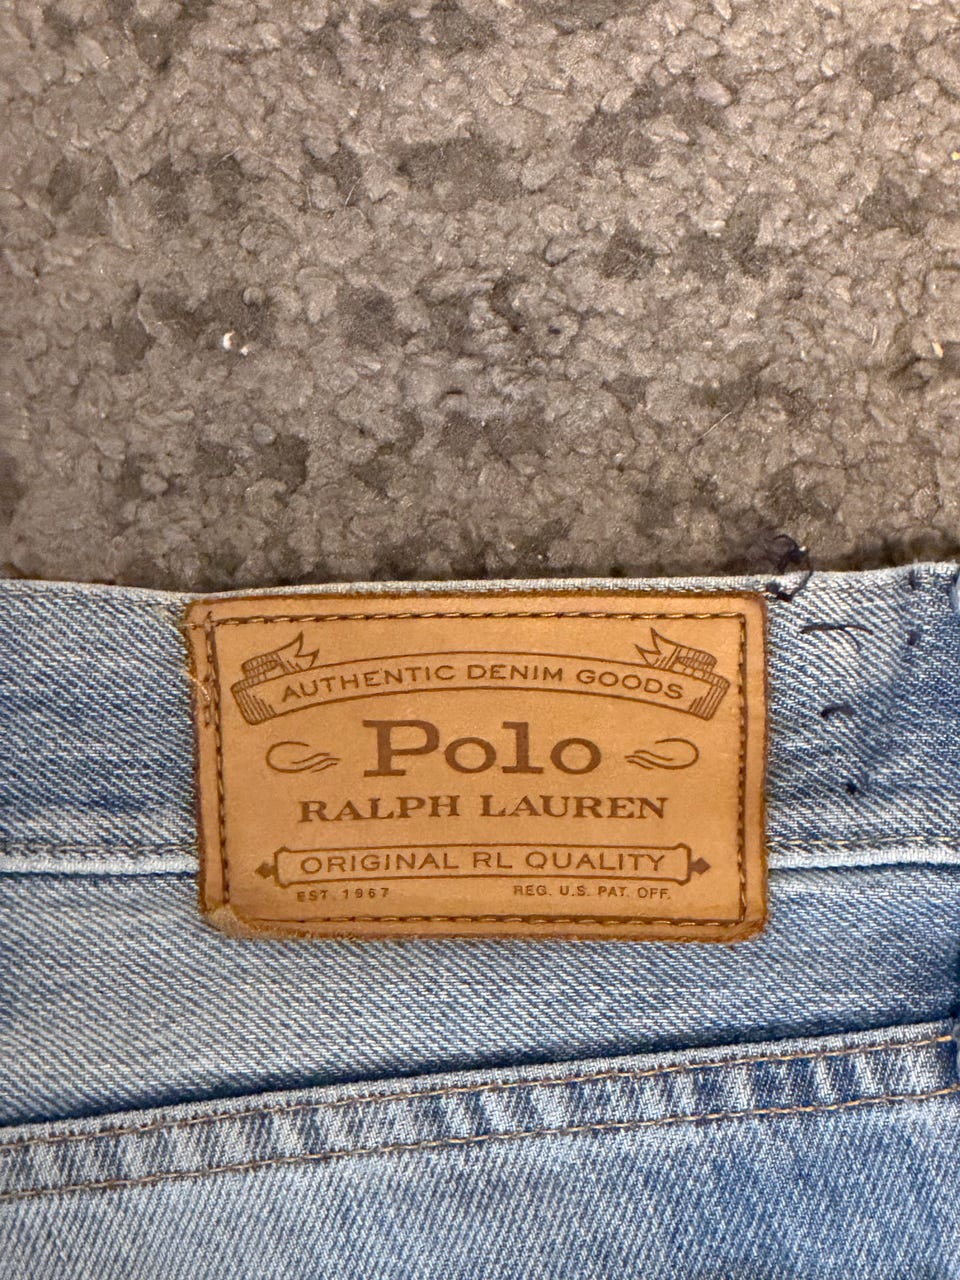 AUTHENTIC DENIM GOODS
Polo
RALPH LAUREN
ORIGINAL RL QUALITY
EST. 1967 REG. U.S. PAT. OFF.